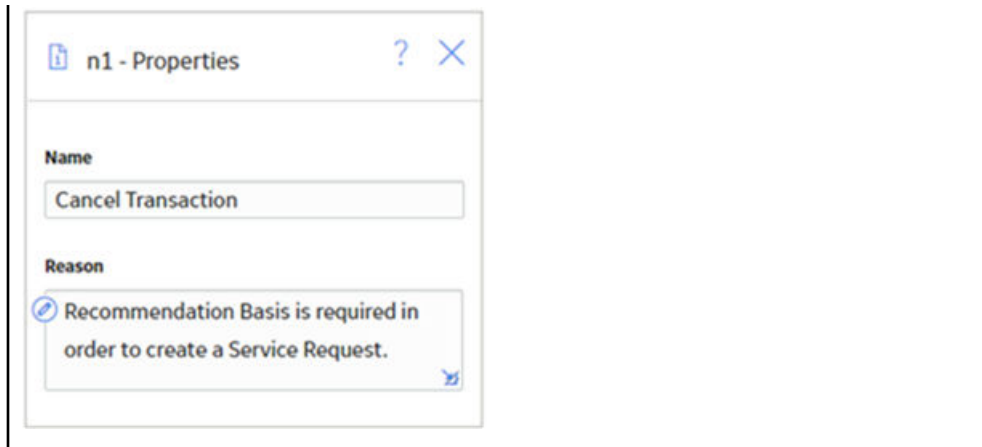 n1 - Properties ?
Name
Cancel Transaction
Reason
Recommendation Basis is required in
order to create a Service Request.